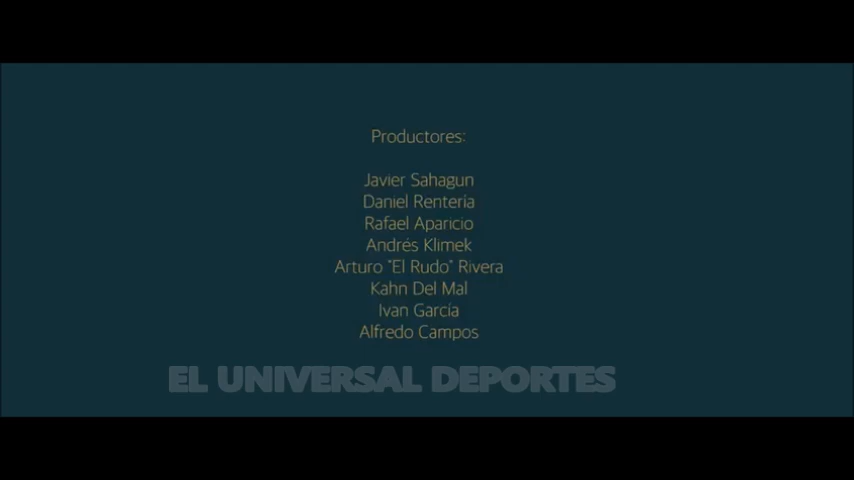 Productores:
Javier Sahagun
Daniel Rentería
Rafael Aparicio
Andrés Klimek
Arturo "El Rudo" Rivera
Kahn Del Mal
Ivan García
Alfredo Campos
EL UNIVERSAL DEPORTES